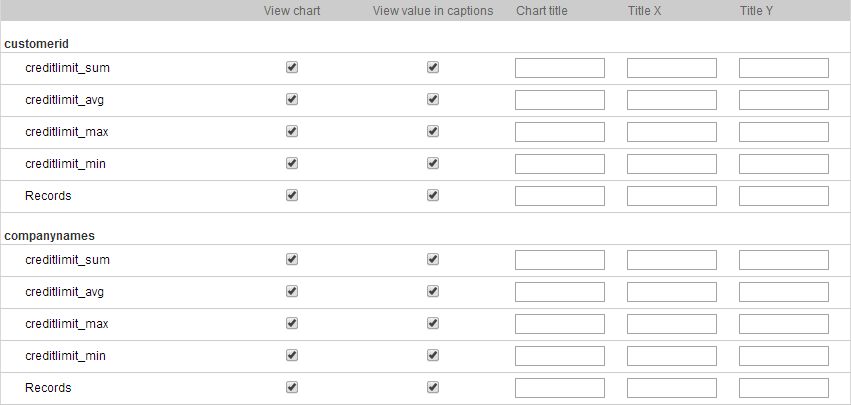 View chart View value in captions Chart title Title X Title Y
customerid
creditlimit_sum
creditlimit_avg
creditlimit_max
creditlimit_min
Records
companynames
creditlimit_sum
creditlimit_avg
creditlimit_max
creditlimit_min
Records